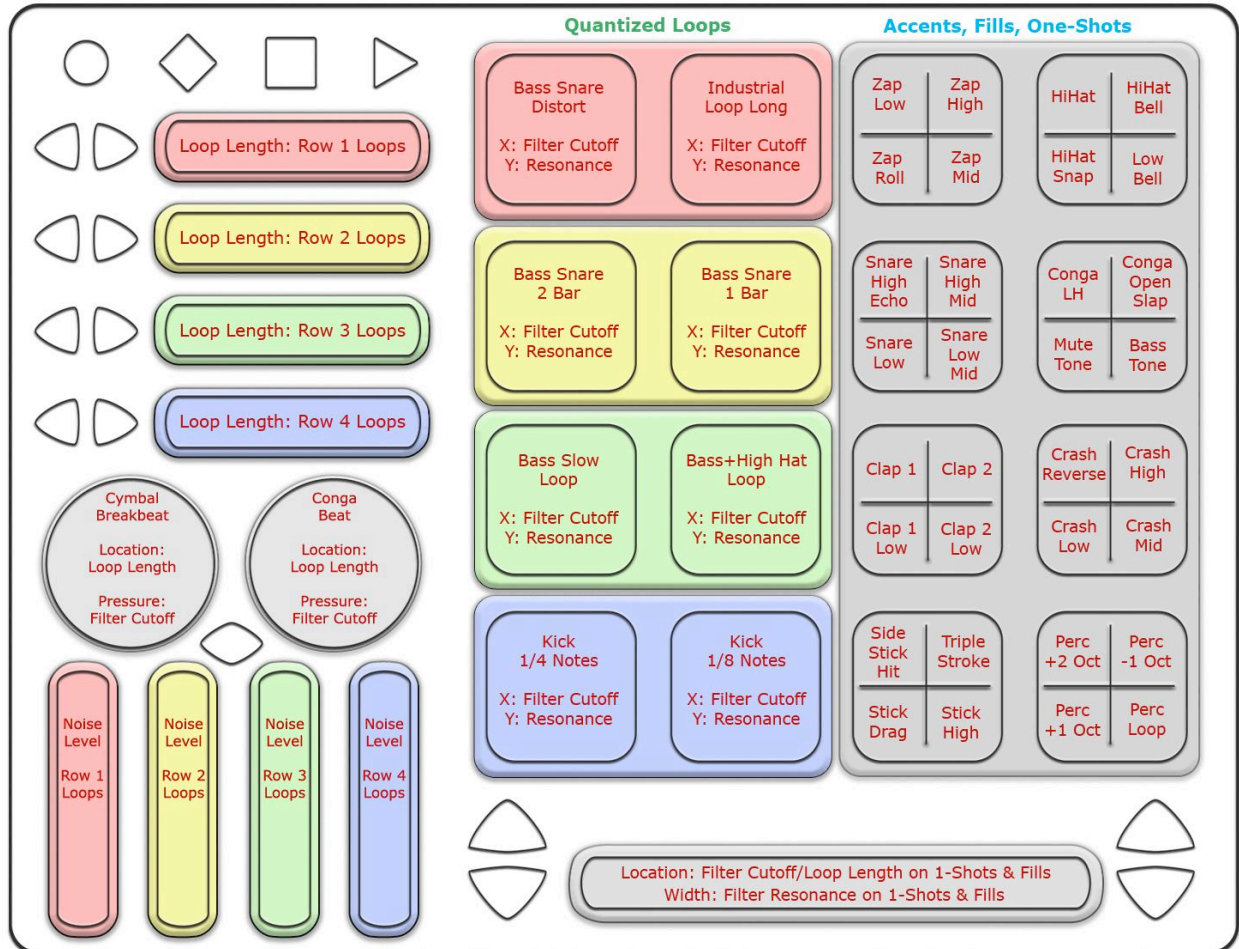 Quantized Loops
Accents, Fills, One-Shots
Loop Length: Row 1 Loops
Loop Length: Row 2 Loops
Loop Length: Row 3 Loops
Loop Length: Row 4 Loops
Cymbal
Breakbeat
Location:
Loop Length
Pressure:
Filter Cutoff
Conga
Beat
Location:
Loop Length
Pressure:
Filter Cutoff
Noise
Level
Row 1
Loops
Noise
Level
Row 2
Loops
Noise
Level
Row 3
Loops
Noise
Level
Row 4
Loops
Bass Snare
Distort
X: Filter Cutoff
Y: Resonance
Industrial
Loop Long
X: Filter Cutoff
Y: Resonance
Bass Snare
2 Bar
X: Filter Cutoff
Y: Resonance
Bass Snare
1 Bar
X: Filter Cutoff
Y: Resonance
Bass Slow
Loop
X: Filter Cutoff
Y: Resonance
Bass+High Hat
Loop
X: Filter Cutoff
Y: Resonance
Kick
1/4 Notes
X: Filter Cutoff
Y: Resonance
Kick
1/8 Notes
X: Filter Cutoff
Y: Resonance
Zap
Low
Zap
High
Zap
Roll
Zap
Mid
HiHat
HiHat
Bell
HiHat
Snap
Low
Bell
Snare
High
Echo
Snare
High
Mid
Snare
Low
Snare
Low
Mid
Conga
LH
Conga
Open
Slap
Mute
Tone
Bass
Tone
Clap 1
Clap 2
Clap 1
Low
Clap 2
Low
Crash
Reverse
Crash
High
Crash
Low
Crash
Mid
Side
Stick
Hit
Triple
Stroke
Stick
Drag
Stick
High
Perc
+2 Oct
Perc
-1 Oct
Perc
+1 Oct
Perc
Loop
Location: Filter Cutoff/Loop Length on 1-Shots & Fills
Width: Filter Resonance on 1-Shots & Fills